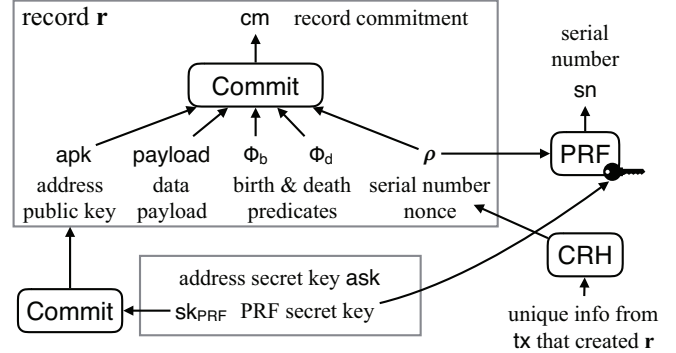 record r
cm record commitment
Commit
apk payload Φb Φd ρ
address data birth & death serial number
public key payload predicates nonce
serial
number
sn
PRF
CRH
unique info from
tx that created r
address secret key ask
skPRF PRF secret key
Commit